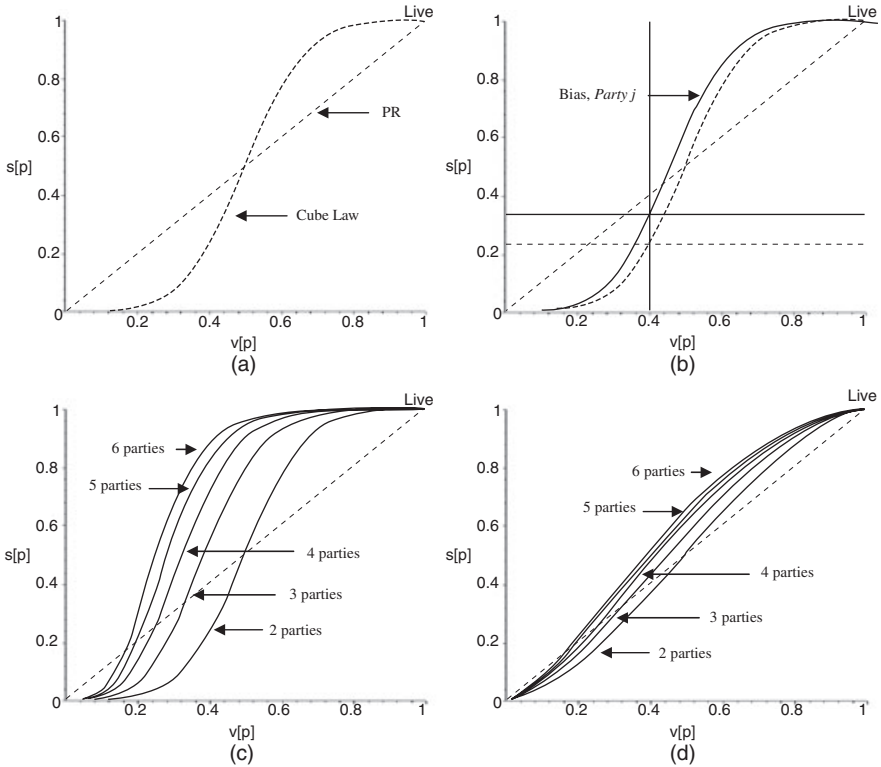 Live
1
0.8
0.6
s[p]
0.4
0.2
0
PR
Cube Law
0.2
0.4
0.6
0.8
1
v[p]
(a)
Live
1
0.8
0.6
s[p]
0.4
0.2
0
Bias, Party j
0.2
0.4
0.6
0.8
1
v[p]
(b)
Live
1
0.8
0.6
s[p]
0.4
0.2
0
6 parties
5 parties
4 parties
3 parties
2 parties
0.2
0.4
0.6
0.8
1
v[p]
(c)
Live
1
0.8
0.6
s[p]
0.4
0.2
0
6 parties
5 parties
4 parties
3 parties
2 parties
0.2
0.4
0.6
0.8
1
v[p]
(d)